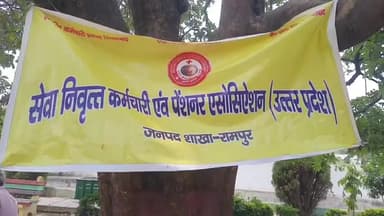 सेवा निवृत्त कर्मचारी एवं पेंशनर एसोसिएशन (उत्तर प्रदेश)
जनपद शाखा-रामपुर